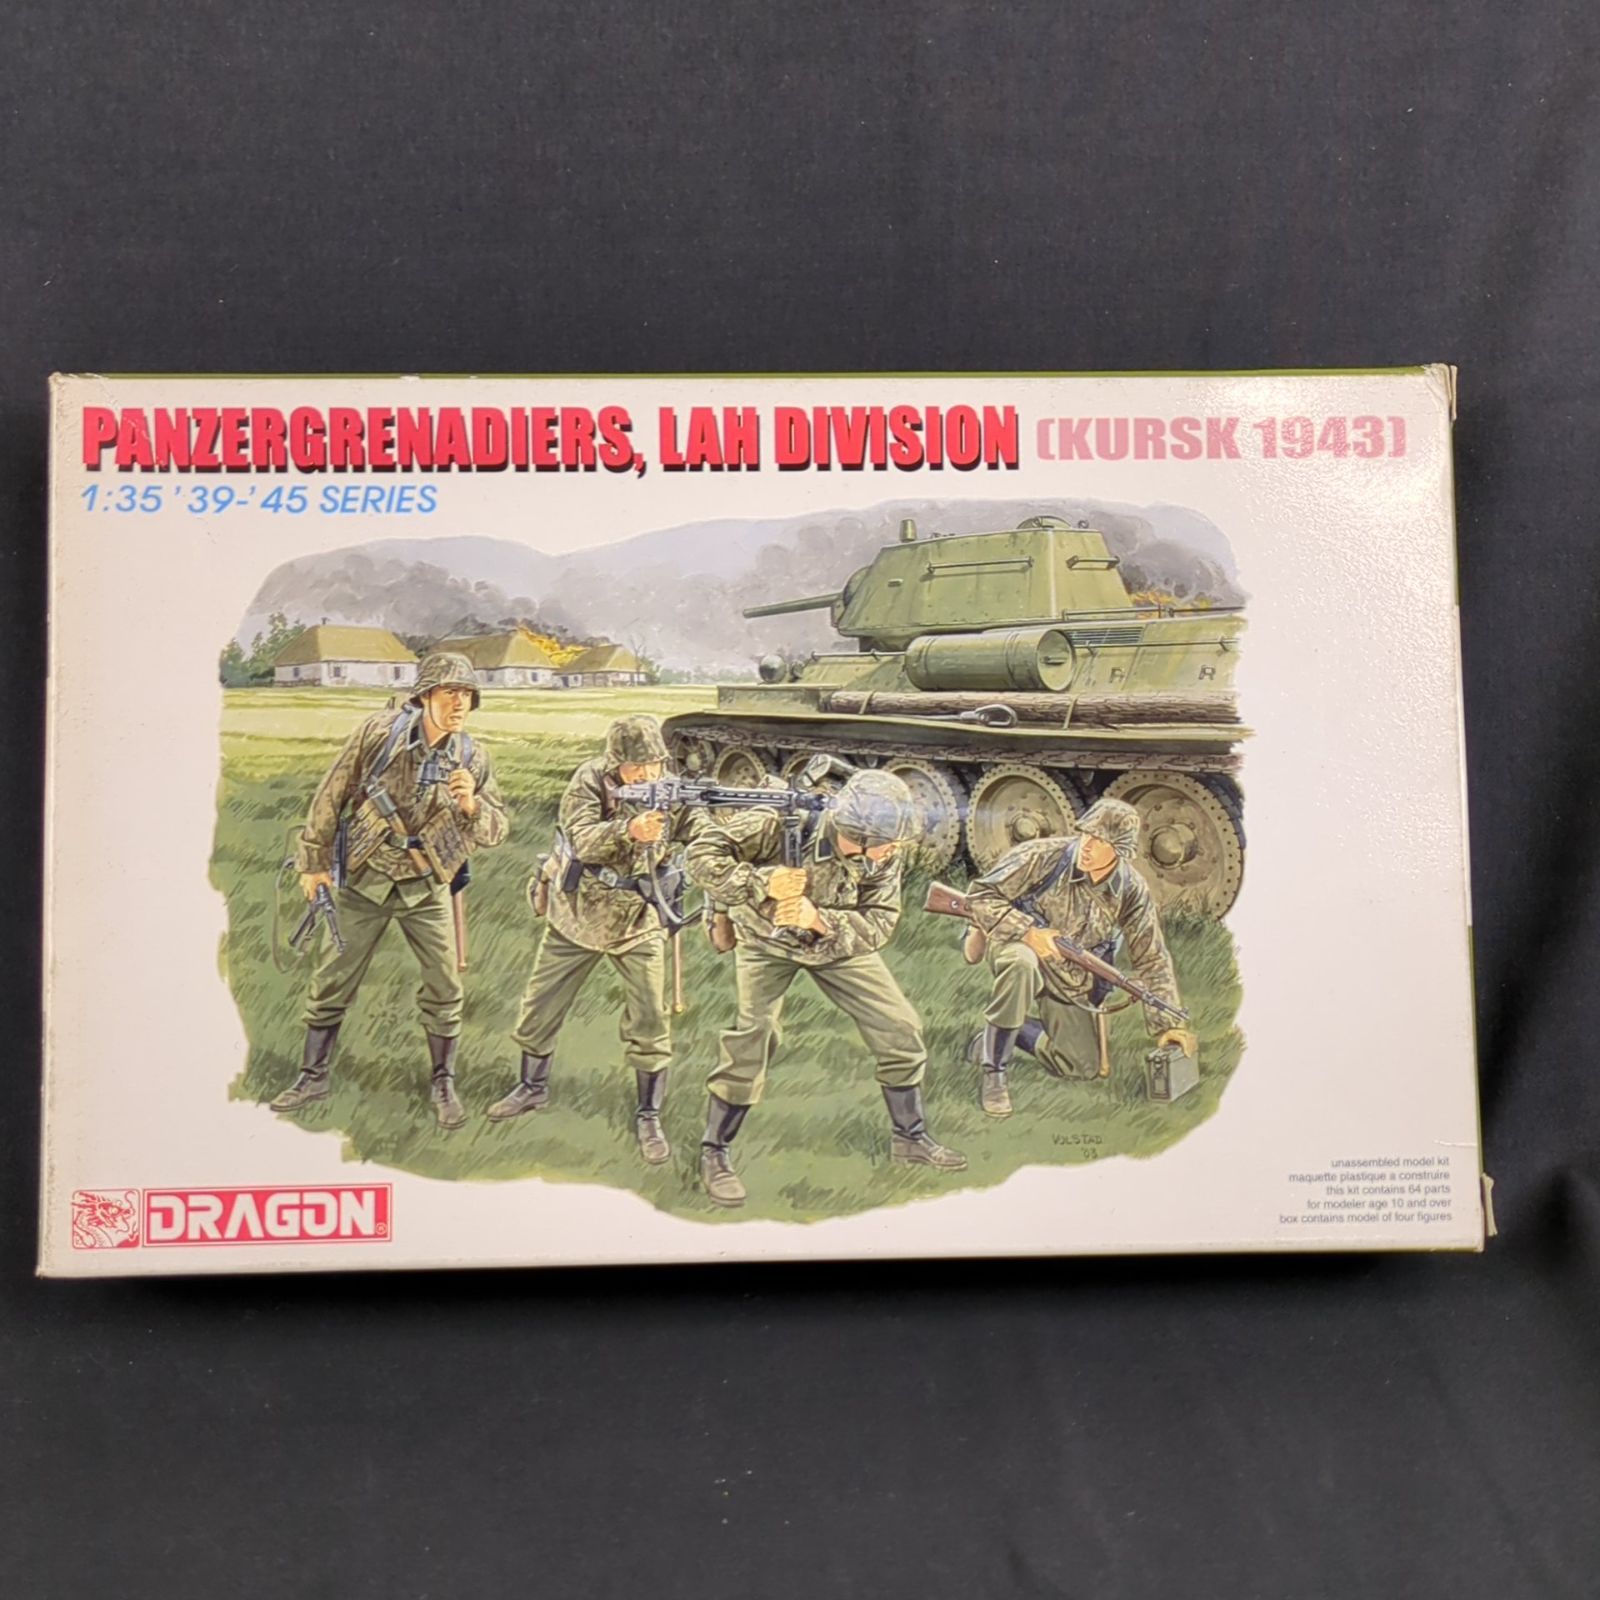 PANZERGRENADIERS, LAH DIVISION (KURSK 1943)
1:35 '39-'45 SERIES
VOLSTAD
'03
unassembled model kit
maquette plastique a construire
this kit contains 64 parts
for modeler age 10 and over
box contains model of four figures
DRAGON®